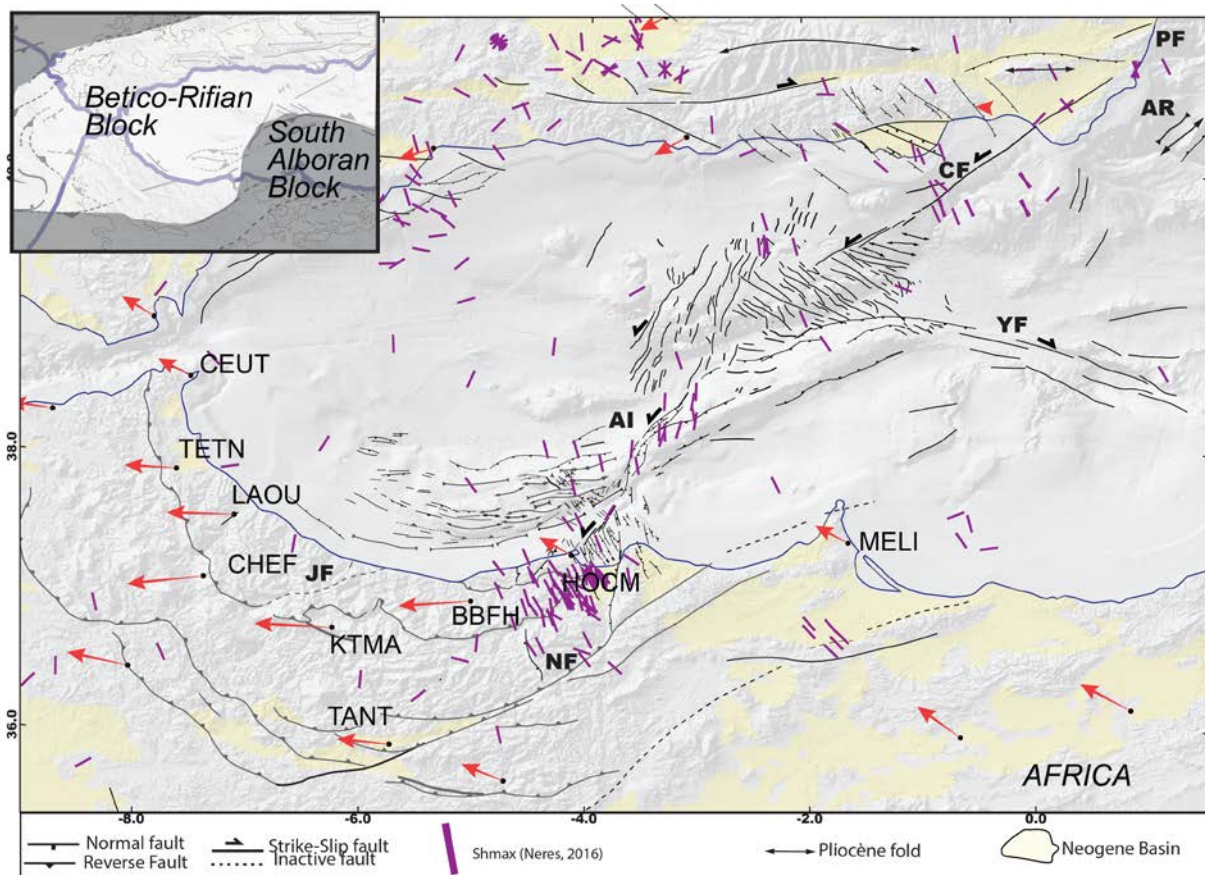 Betico-Rifian
Block
South
Alboran
Block
PF
AR
CF
YF
CEUT
AI
TETN
38.0
LAOU
MELI
CHEF
JF
HOCM
BBFH
KTMA
NF
TANT
36.0
AFRICA
-8.0
-6.0
-4.0
-2.0
0.0
Normal fault
Reverse Fault
Strike-Slip fault
Inactive fault
Shmax (Neres, 2016)
Pliocène fold
Neogene Basin